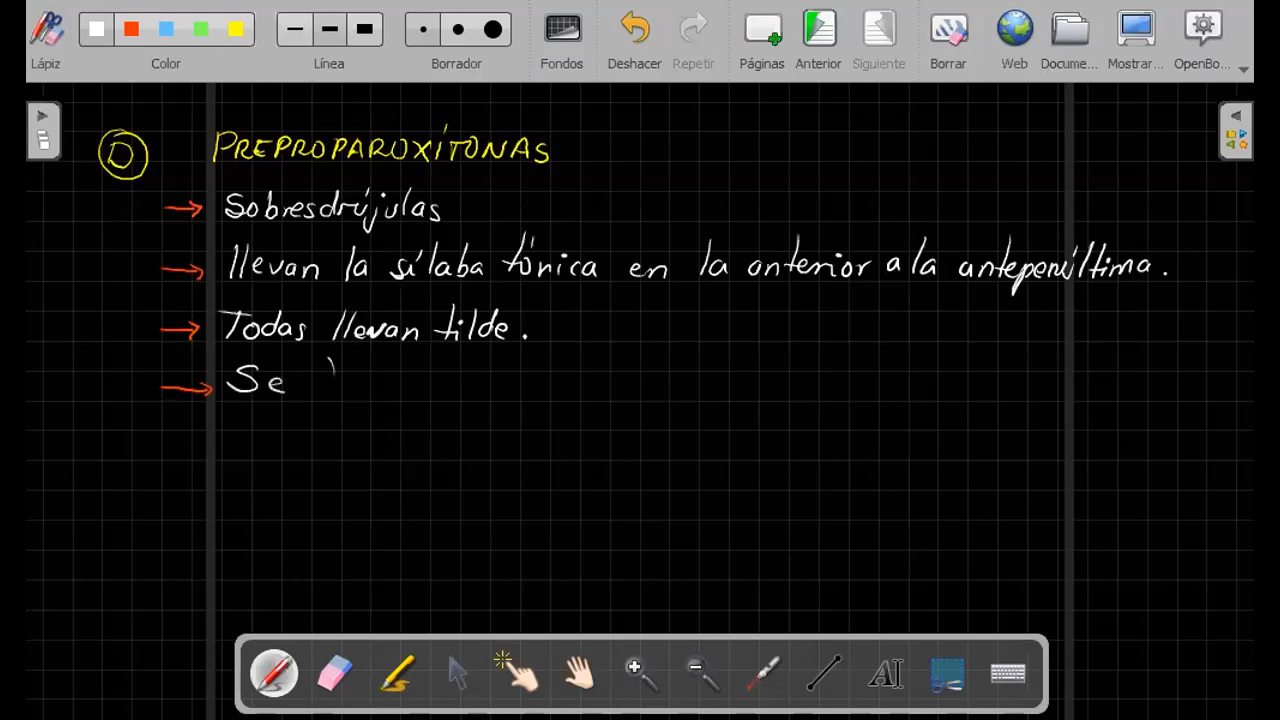 Lápiz Color Línea Borrador Fondos Deshacer Repetir Páginas Anterior Siguiente Borrar Web Docume... Mostrar... OpenBo...
D PREPROPAROXÍTONAS
→ Sobresdrújulas
→ llevan la sílaba tónica en la anterior a la antepenúltima.
→ Todas llevan tilde.
→ Se
AI